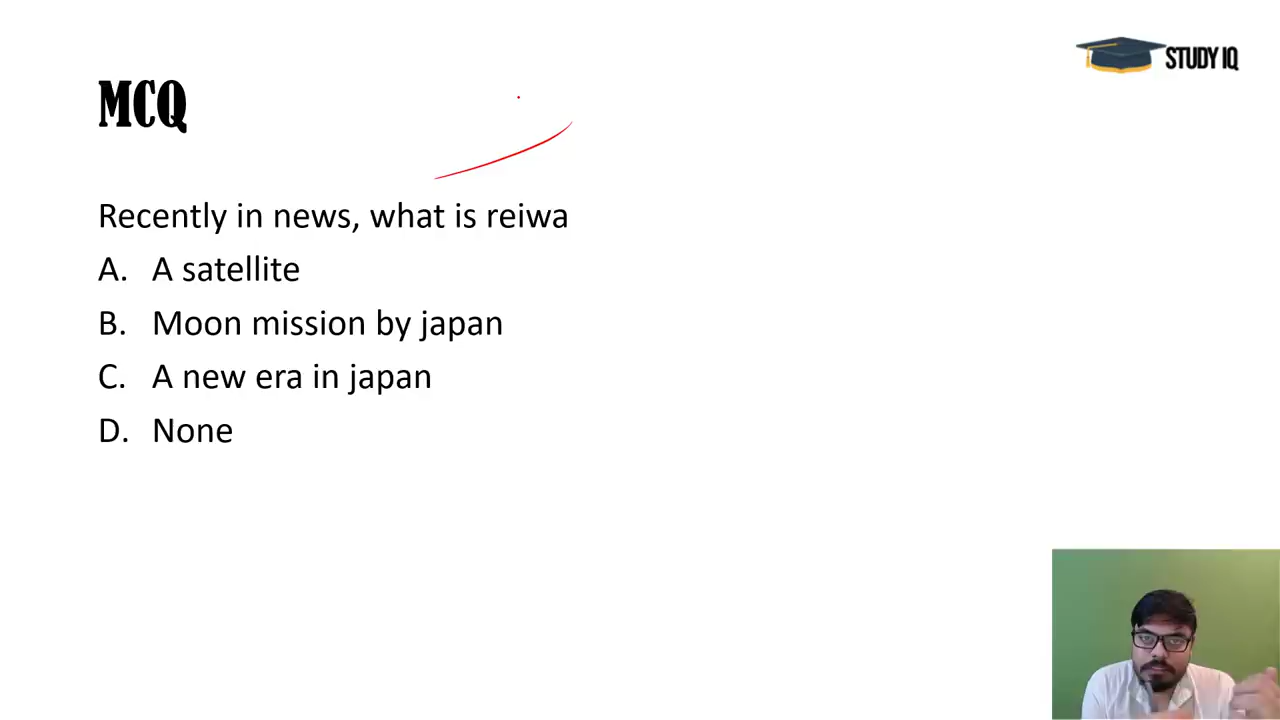 STUDY IQ
MCQ
Recently in news, what is reiwa
A. A satellite
B. Moon mission by japan
C. A new era in japan
D. None